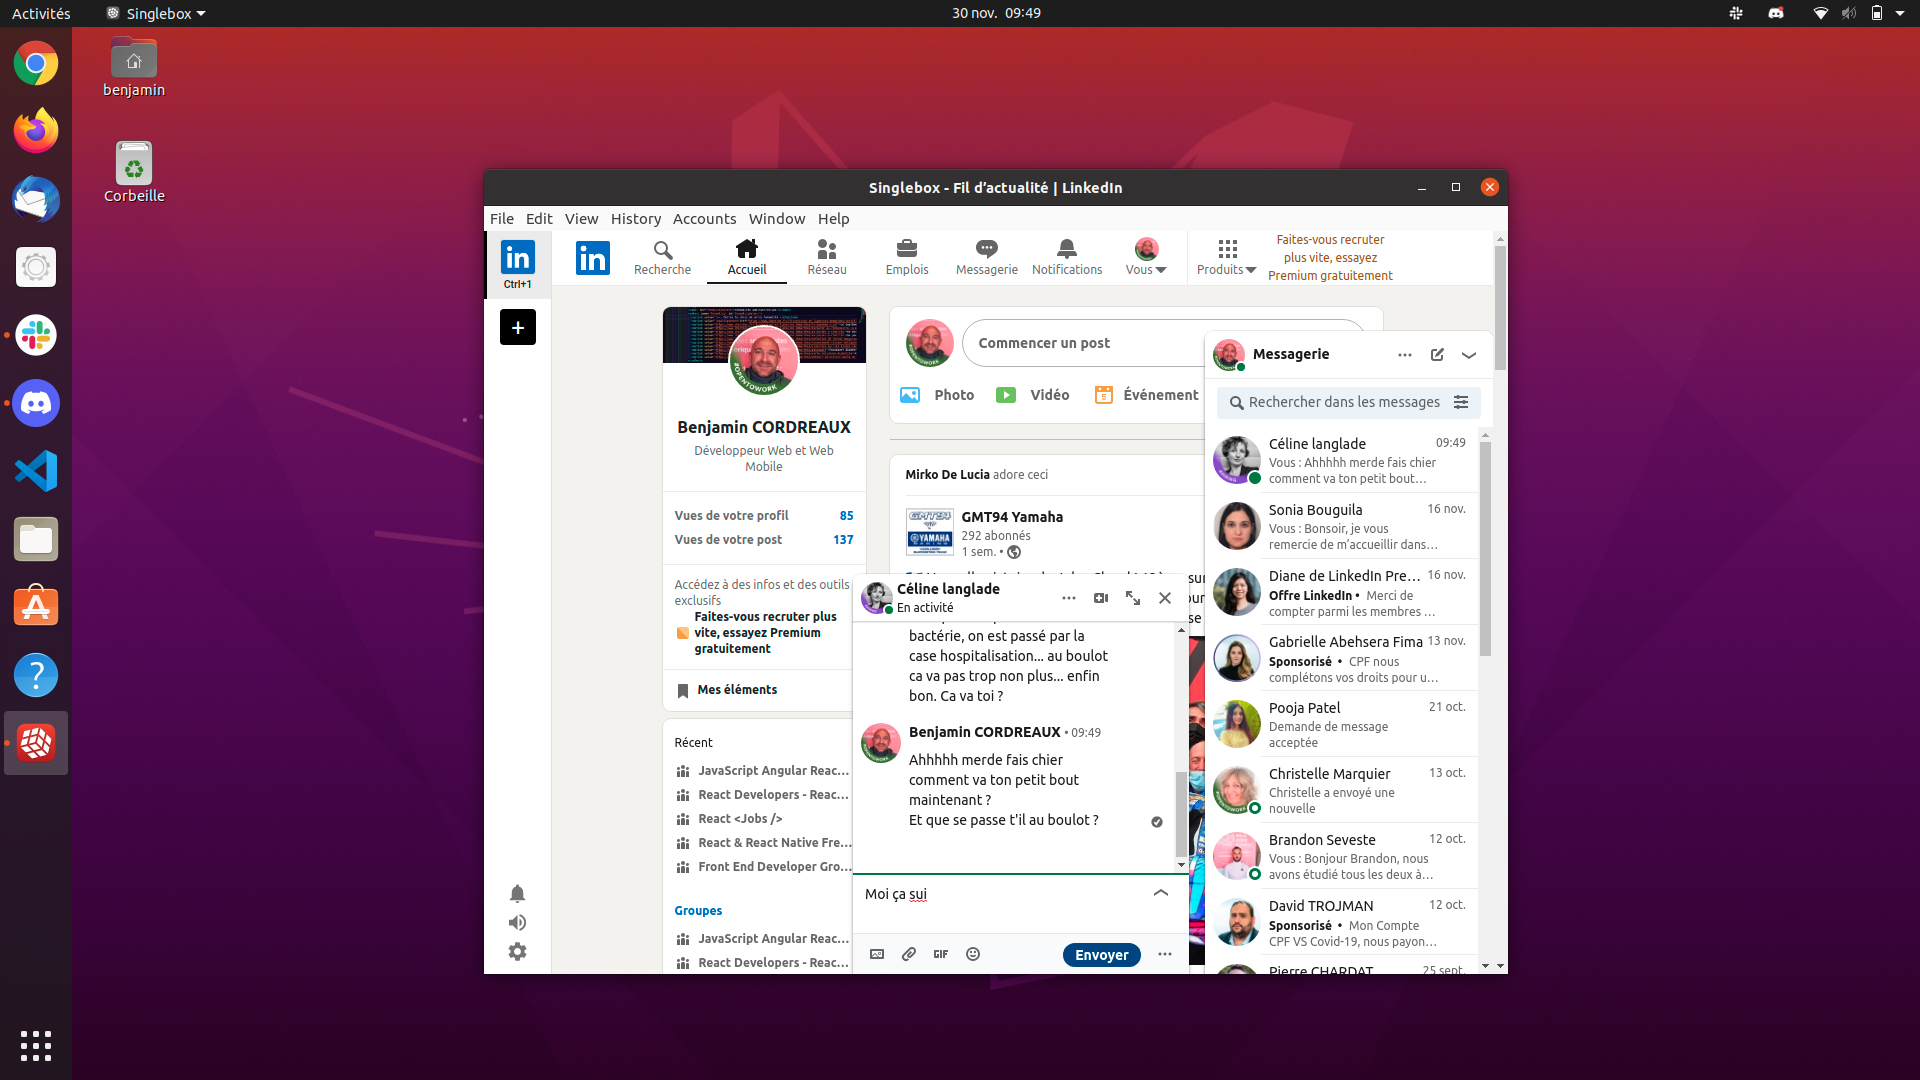 Activités
Singlebox
30 nov. 09:49
benjamin
Corbeille
Singlebox - Fil d'actualité | LinkedIn
File Edit View History Accounts Window Help
in
Ctrl+1
in
Recherche
Accueil
Réseau
Emplois
Messagerie
Notifications
Vous
Produits
Faites-vous recruter
plus vite, essayez
Premium gratuitement
+
#OPENTOWORK
Benjamin CORDREAUX
Développeur Web et Web
Mobile
Vues de votre profil 85
Vues de votre post 137
Accédez à des infos et des outils
exclusifs
Faites-vous recruter plus
vite, essayez Premium
gratuitement
Mes éléments
Récent
JavaScript Angular Reac...
React Developers - Reac...
React <Jobs />
React & React Native Fre...
Front End Developer Gro...
Groupes
JavaScript Angular Reac...
React Developers - Reac...
Commencer un post
Photo
Vidéo
5
Événement
Mirko De Lucia adore ceci
GMT94
YAMAHA
GMT94 Yamaha
292 abonnés
1 sem. •
Céline langlade
En activité
bactérie, on est passé par la
case hospitalisation... au boulot
ca va pas trop non plus... enfin
bon. Ca va toi ?
Benjamin CORDREAUX • 09:49
Ahhhhh merde fais chier
comment va ton petit bout
maintenant ?
Et que se passe t'il au boulot ?
Moi ça sui
GIF
Envoyer
Messagerie
Rechercher dans les messages
Céline langlade 09:49
Vous : Ahhhhh merde fais chier
comment va ton petit bout...
Sonia Bouguila 16 nov.
Vous : Bonsoir, je vous
remercie de m'accueillir dans...
Diane de LinkedIn Pre... 16 nov.
Offre LinkedIn • Merci de
compter parmi les membres ...
Gabrielle Abehsera Fima 13 nov.
Sponsorisé • CPF nous
complétons vos droits pour u...
Pooja Patel 21 oct.
Demande de message
acceptée
Christelle Marquier 13 oct.
Christelle a envoyé une
nouvelle
Brandon Seveste 12 oct.
Vous : Bonjour Brandon, nous
avons étudié tous les deux à...
David TROJMAN 12 oct.
Sponsorisé • Mon Compte
CPF VS Covid-19, nous payon...
Pierre CHARDAT 25 sept.